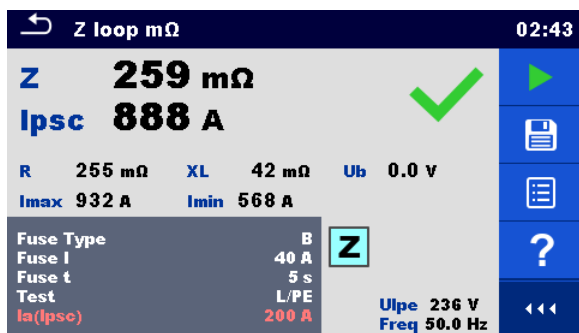 Z loop mΩ 02:43
Z 259 mΩ
Ipsc 888 A
R 255 mΩ XL 42 mΩ Ub 0.0 V
Imax 932 A Imin 568 A
Fuse Type B
Fuse I 40 A
Fuse t 5 s
Test L/PE
Ia(Ipsc) 200 A
Z
Ulpe 236 V
Freq 50.0 Hz
?